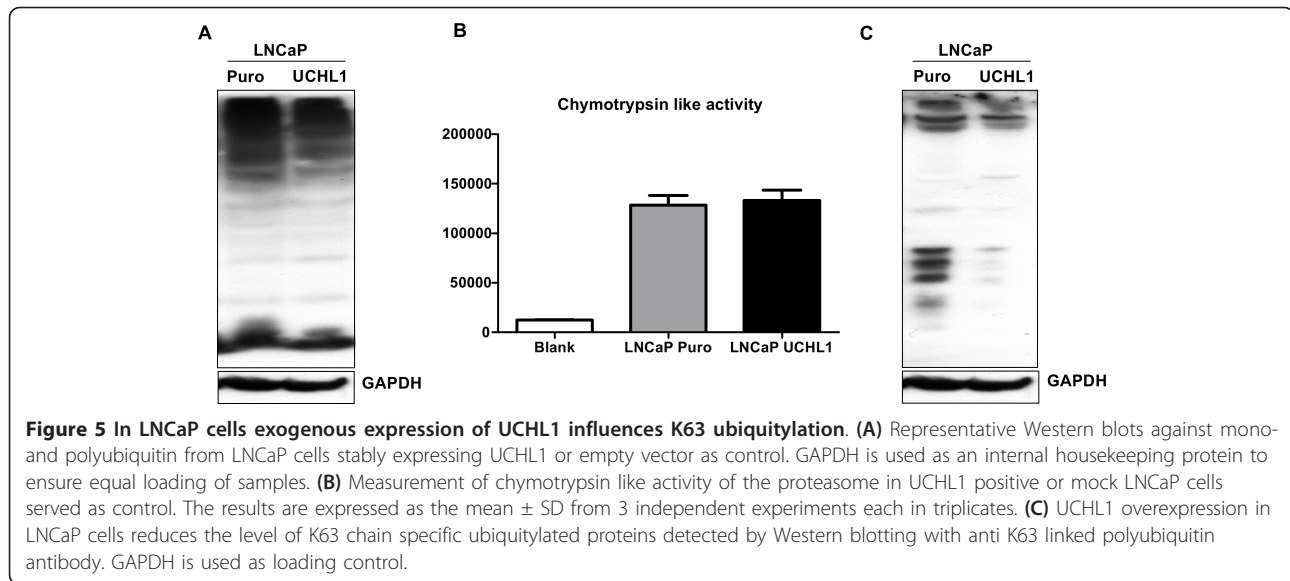 A
LNCaP
Puro UCHL1
GAPDH
B
Chymotrypsin like activity
200000
150000
100000
50000
0
Blank LNCaP Puro LNCaP UCHL1
C
LNCaP
Puro UCHL1
GAPDH
Figure 5 In LNCaP cells exogenous expression of UCHL1 influences K63 ubiquitylation. (A) Representative Western blots against mono-
and polyubiquitin from LNCaP cells stably expressing UCHL1 or empty vector as control. GAPDH is used as an internal housekeeping protein to
ensure equal loading of samples. (B) Measurement of chymotrypsin like activity of the proteasome in UCHL1 positive or mock LNCaP cells
served as control. The results are expressed as the mean ± SD from 3 independent experiments each in triplicates. (C) UCHL1 overexpression in
LNCaP cells reduces the level of K63 chain specific ubiquitylated proteins detected by Western blotting with anti K63 linked polyubiquitin
antibody. GAPDH is used as loading control.